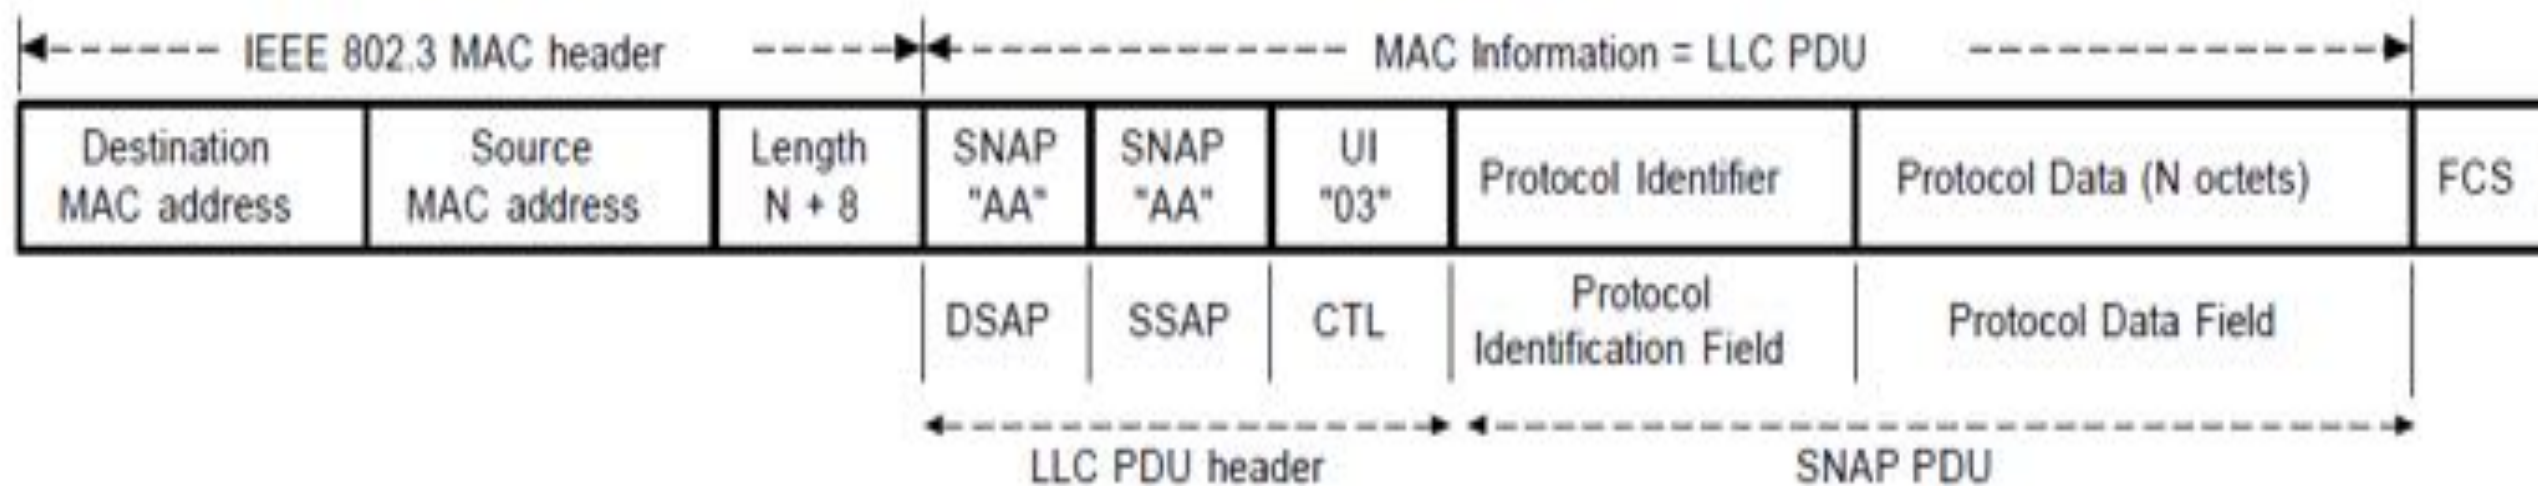 IEEE 802.3 MAC header
MAC Information = LLC PDU
Destination
MAC address
Source
MAC address
Length
N + 8
SNAP
"AA"
SNAP
"AA"
UI
"03"
Protocol Identifier
Protocol Data (N octets)
FCS
DSAP
SSAP
CTL
Protocol
Identification Field
Protocol Data Field
LLC PDU header
SNAP PDU